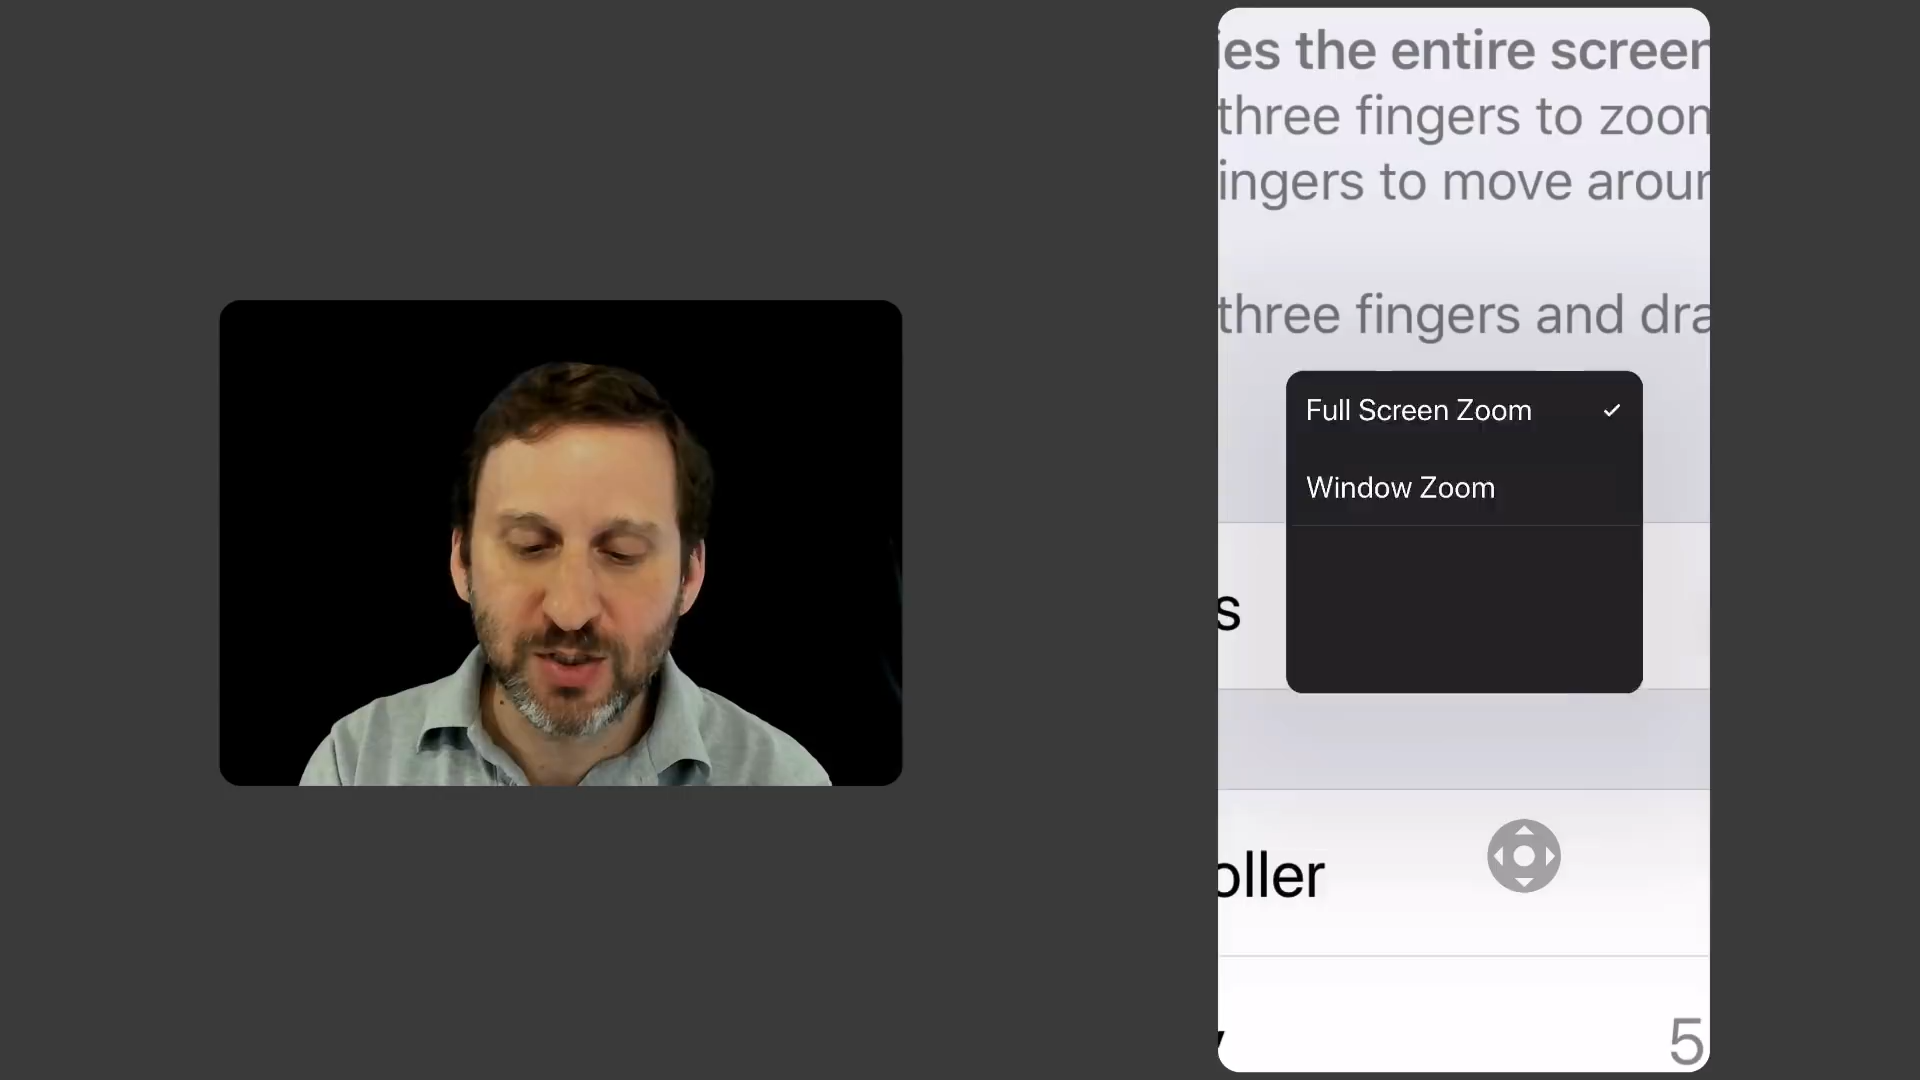 ies the entire screen
three fingers to zoom
ingers to move aroun
three fingers and dra
Full Screen Zoom
Window Zoom
s
oller
5